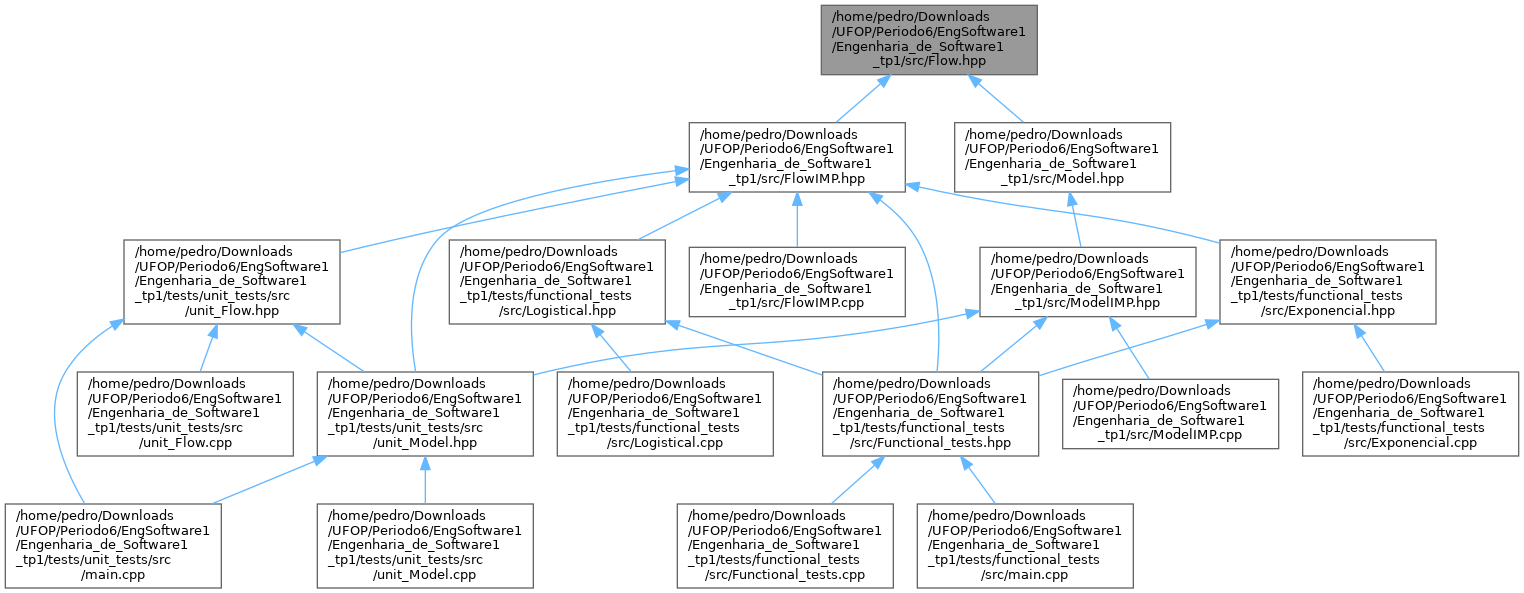 /home/pedro/Downloads
/UFOP/Periodo6/EngSoftware1
/Engenharia_de_Software1
_tp1/src/Flow.hpp
/home/pedro/Downloads
/UFOP/Periodo6/EngSoftware1
/Engenharia_de_Software1
_tp1/src/FlowIMP.hpp
/home/pedro/Downloads
/UFOP/Periodo6/EngSoftware1
/Engenharia_de_Software1
_tp1/src/Model.hpp
/home/pedro/Downloads
/UFOP/Periodo6/EngSoftware1
/Engenharia_de_Software1
_tp1/tests/unit_tests/src
/unit_Flow.hpp
/home/pedro/Downloads
/UFOP/Periodo6/EngSoftware1
/Engenharia_de_Software1
_tp1/tests/functional_tests
/src/Logistical.hpp
/home/pedro/Downloads
/UFOP/Periodo6/EngSoftware1
/Engenharia_de_Software1
_tp1/src/FlowIMP.cpp
/home/pedro/Downloads
/UFOP/Periodo6/EngSoftware1
/Engenharia_de_Software1
_tp1/src/ModelIMP.hpp
/home/pedro/Downloads
/UFOP/Periodo6/EngSoftware1
/Engenharia_de_Software1
_tp1/tests/functional_tests
/src/Exponencial.hpp
/home/pedro/Downloads
/UFOP/Periodo6/EngSoftware1
/Engenharia_de_Software1
_tp1/tests/unit_tests/src
/unit_Flow.cpp
/home/pedro/Downloads
/UFOP/Periodo6/EngSoftware1
/Engenharia_de_Software1
_tp1/tests/unit_tests/src
/unit_Model.hpp
/home/pedro/Downloads
/UFOP/Periodo6/EngSoftware1
/Engenharia_de_Software1
_tp1/tests/functional_tests
/src/Logistical.cpp
/home/pedro/Downloads
/UFOP/Periodo6/EngSoftware1
/Engenharia_de_Software1
_tp1/tests/functional_tests
/src/Functional_tests.hpp
/home/pedro/Downloads
/UFOP/Periodo6/EngSoftware1
/Engenharia_de_Software1
_tp1/src/ModelIMP.cpp
/home/pedro/Downloads
/UFOP/Periodo6/EngSoftware1
/Engenharia_de_Software1
_tp1/tests/functional_tests
/src/Exponencial.cpp
/home/pedro/Downloads
/UFOP/Periodo6/EngSoftware1
/Engenharia_de_Software1
_tp1/tests/unit_tests/src
/main.cpp
/home/pedro/Downloads
/UFOP/Periodo6/EngSoftware1
/Engenharia_de_Software1
_tp1/tests/unit_tests/src
/unit_Model.cpp
/home/pedro/Downloads
/UFOP/Periodo6/EngSoftware1
/Engenharia_de_Software1
_tp1/tests/functional_tests
/src/Functional_tests.cpp
/home/pedro/Downloads
/UFOP/Periodo6/EngSoftware1
/Engenharia_de_Software1
_tp1/tests/functional_tests
/src/main.cpp